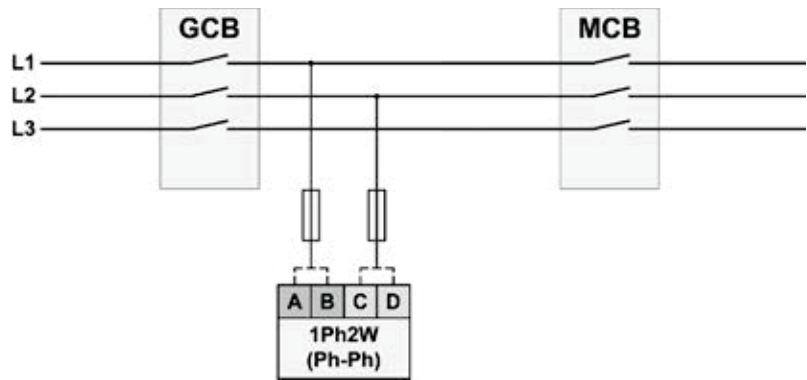 GCB MCB
L1
L2
L3
A B C D
1Ph2W
(Ph-Ph)